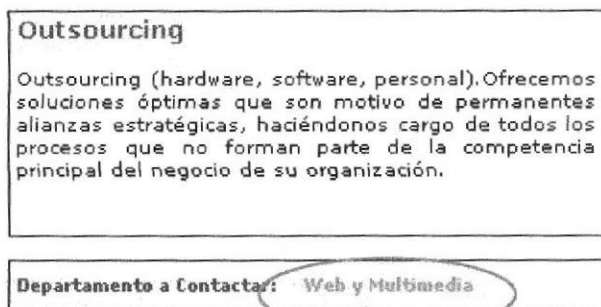 Outsourcing
Outsourcing (hardware, software, personal).Ofrecemos
soluciones óptimas que son motivo de permanentes
alianzas estratégicas, haciéndonos cargo de todos los
procesos que no forman parte de la competencia
principal del negocio de su organización.
Departamento a Contactar: Web y Multimedia